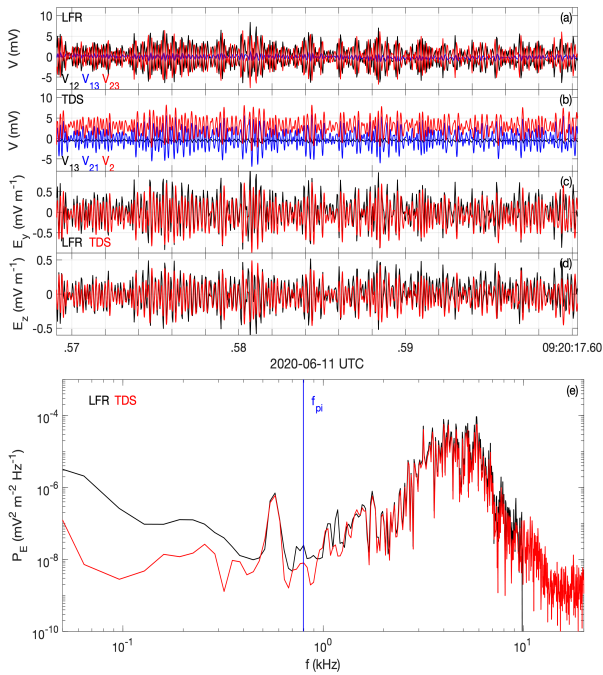 10
5
0
-5
V (mV)
LFR
(a)
V12 V13 V23
10
5
0
-5
V (mV)
TDS
(b)
V13 V21 V2
0.5
0
-0.5
Ey (mV m-1)
(c)
LFR TDS
0.5
0
-0.5
Ez (mV m-1)
(d)
.57 .58 .59 09:20:17.60
2020-06-11 UTC
LFR TDS
fpi
(e)
10-4
10-6
10-8
10-10
PE (mV2 m-2 Hz-1)
10-1 100 101
f (kHz)